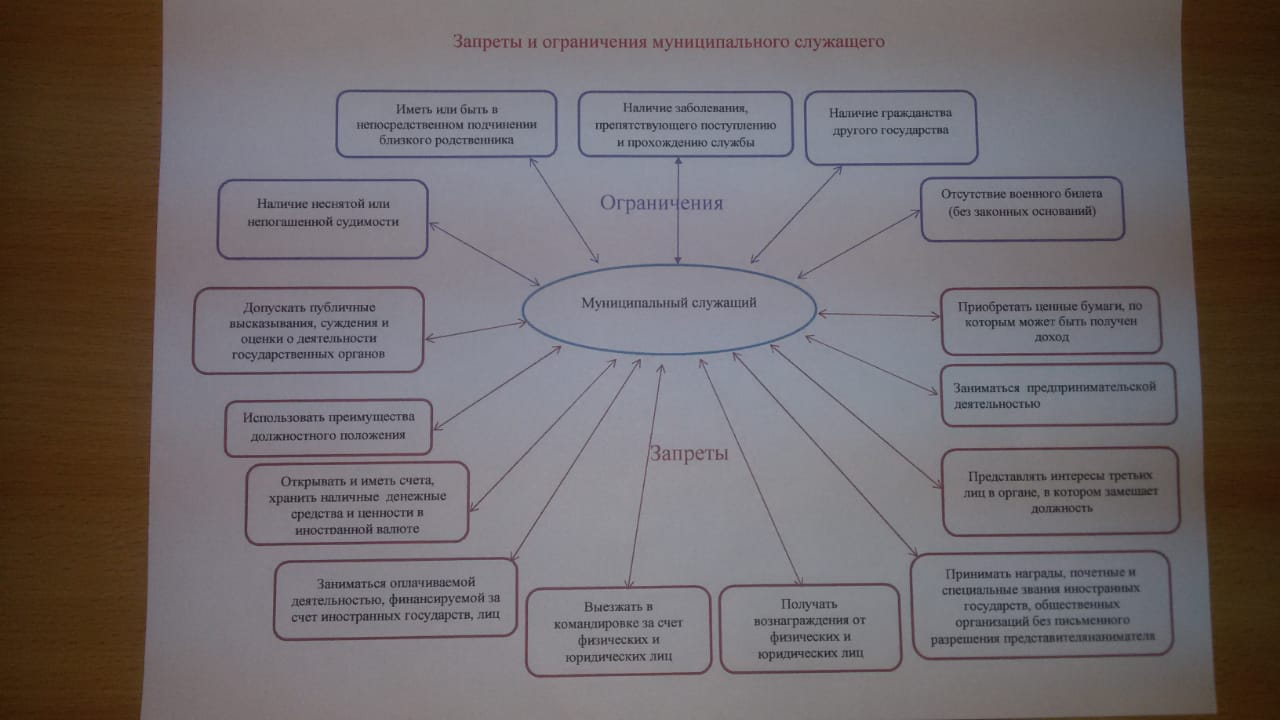 Запреты и ограничения муниципального служащего
Иметь или быть в
непосредственном подчинении
близкого родственника
Наличие заболевания,
препятствующего поступлению
и прохождению службы
Наличие гражданства
другого государства
Наличие неснятой или
непогашенной судимости
Ограничения
Отсутствие военного билета
(без законных оснований)
Муниципальный служащий
Допускать публичные
высказывания, суждения и
оценки о деятельности
государственных органов
Приобретать ценные бумаги, по
которым может быть получен
доход
Использовать преимущества
должностного положения
Заниматься предпринимательской
деятельностью
Запреты
Открывать и иметь счета,
хранить наличные денежные
средства и ценности в
иностранной валюте
Представлять интересы третьих
лиц в органе, в котором замещает
должность
Заниматься оплачиваемой
деятельностью, финансируемой за
счет иностранных государств, лиц
Выезжать в
командировке за счет
физических и
юридических лиц
Получать
вознаграждения от
физических и
юридических лиц
Принимать награды, почетные и
специальные звания иностранных
государств, общественных
организаций без письменного
разрешения представителянанимателя